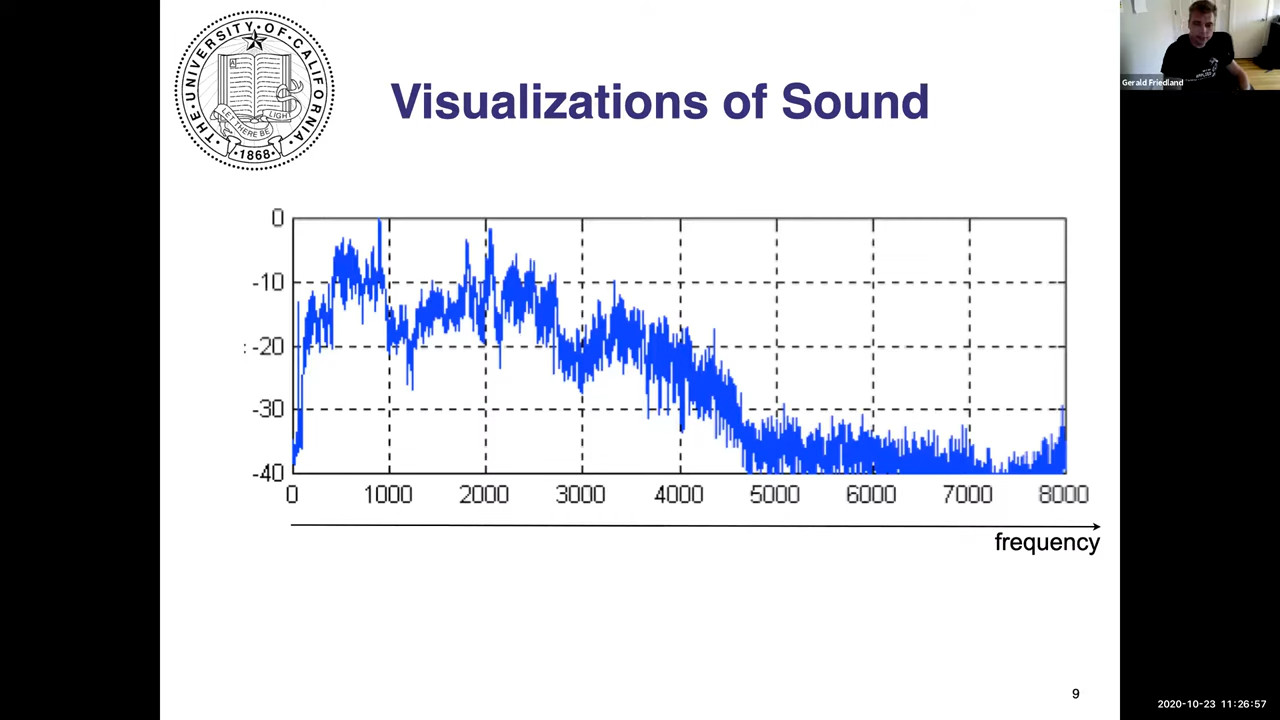 THE·UNIVERSITY·OF·CALIFORNIA·
LET THERE BE LIGHT
·1868·
Visualizations of Sound
Gerald Friedland
0
-10
: -20
-30
-40
0 1000 2000 3000 4000 5000 6000 7000 8000
frequency
9
2020-10-23 11:26:57